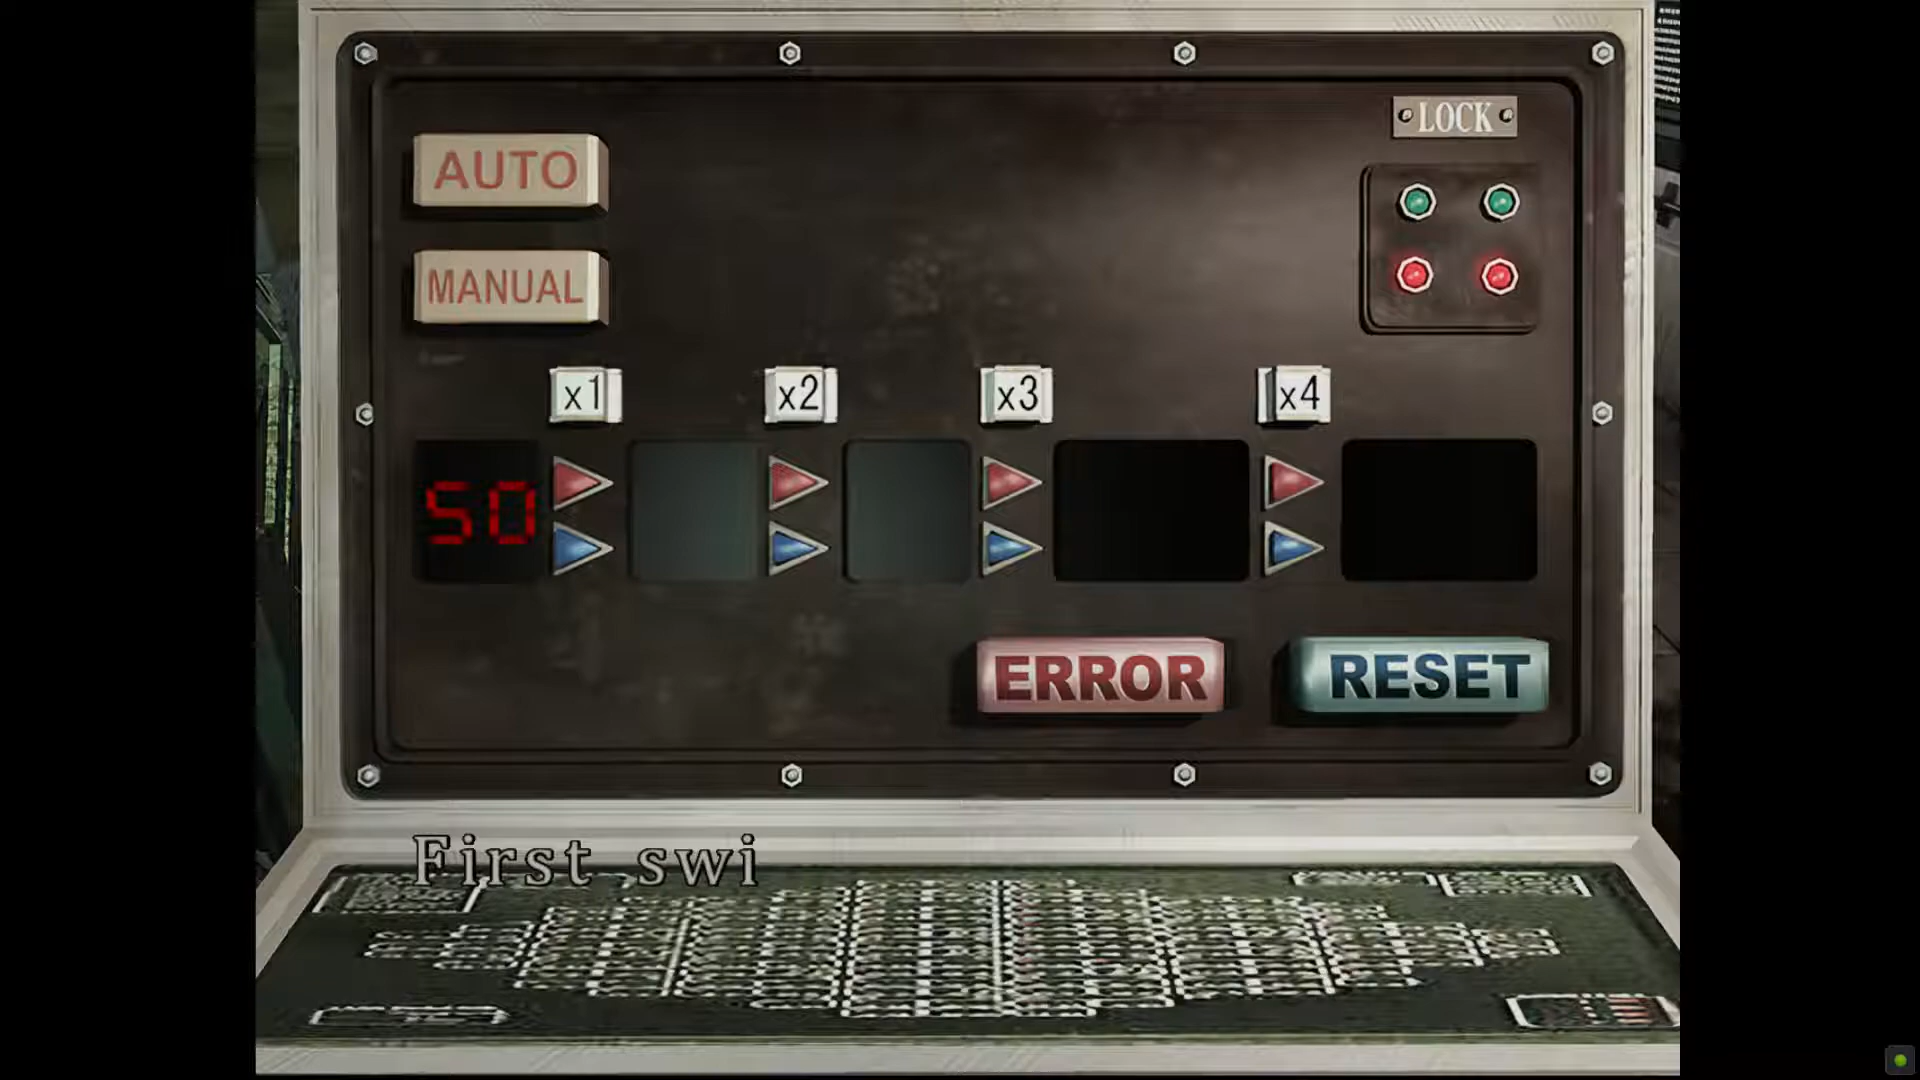 LOCK
AUTO
MANUAL
x1 x2 x3 x4
50
ERROR RESET
First swi